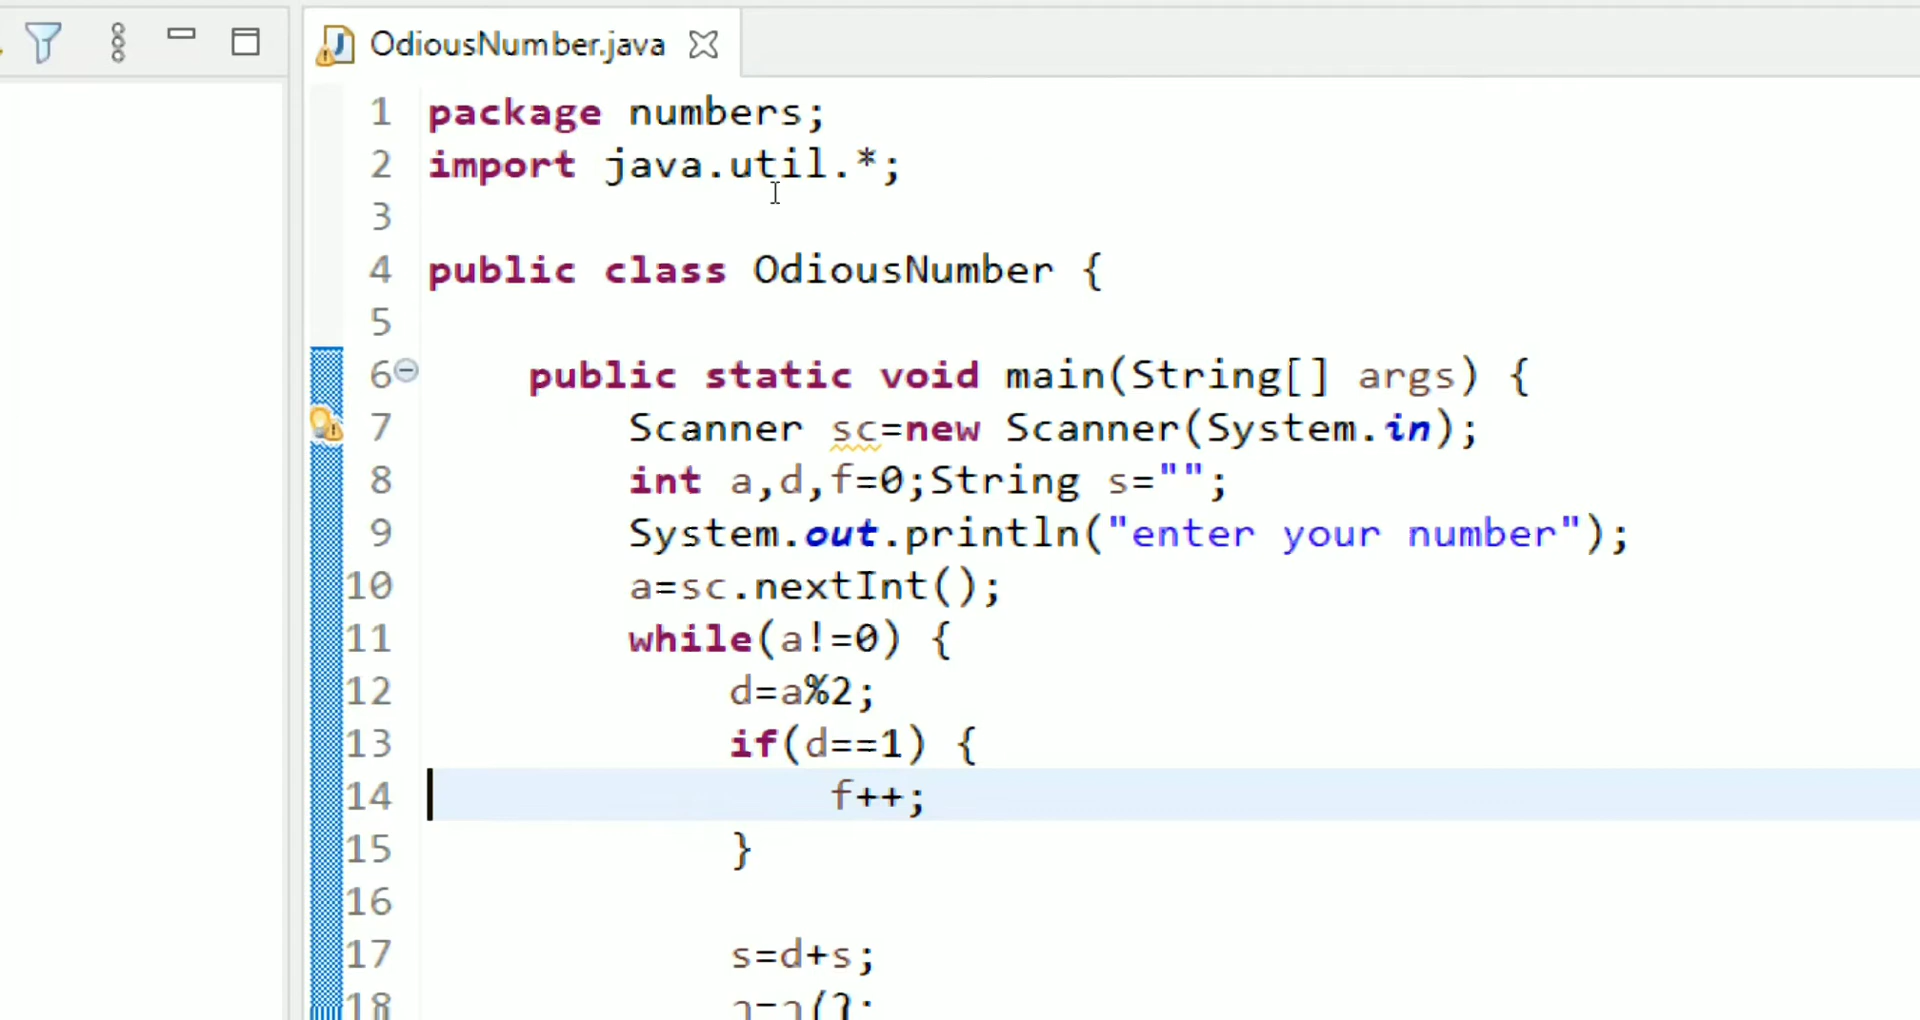 OdiousNumber.java
1 package numbers;
2 import java.util.*;
3
4 public class OdiousNumber {
5
6 public static void main(String[] args) {
7 Scanner sc=new Scanner(System.in);
8 int a,d,f=0;String s="";
9 System.out.println("enter your number");
10 a=sc.nextInt();
11 while(a!=0) {
12 d=a%2;
13 if(d==1) {
14 f++;
15 }
16
17 s=d+s;
18